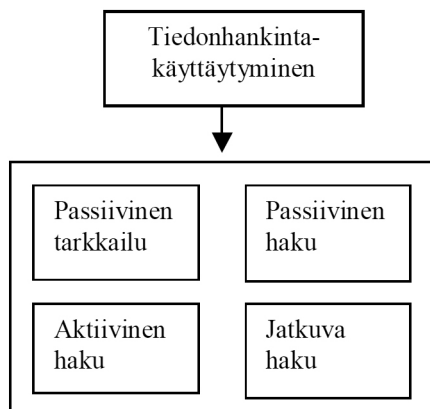 Tiedonhankinta-
käyttäytyminen
Passiivinen
tarkkailu
Passiivinen
haku
Aktiivinen
haku
Jatkuva
haku